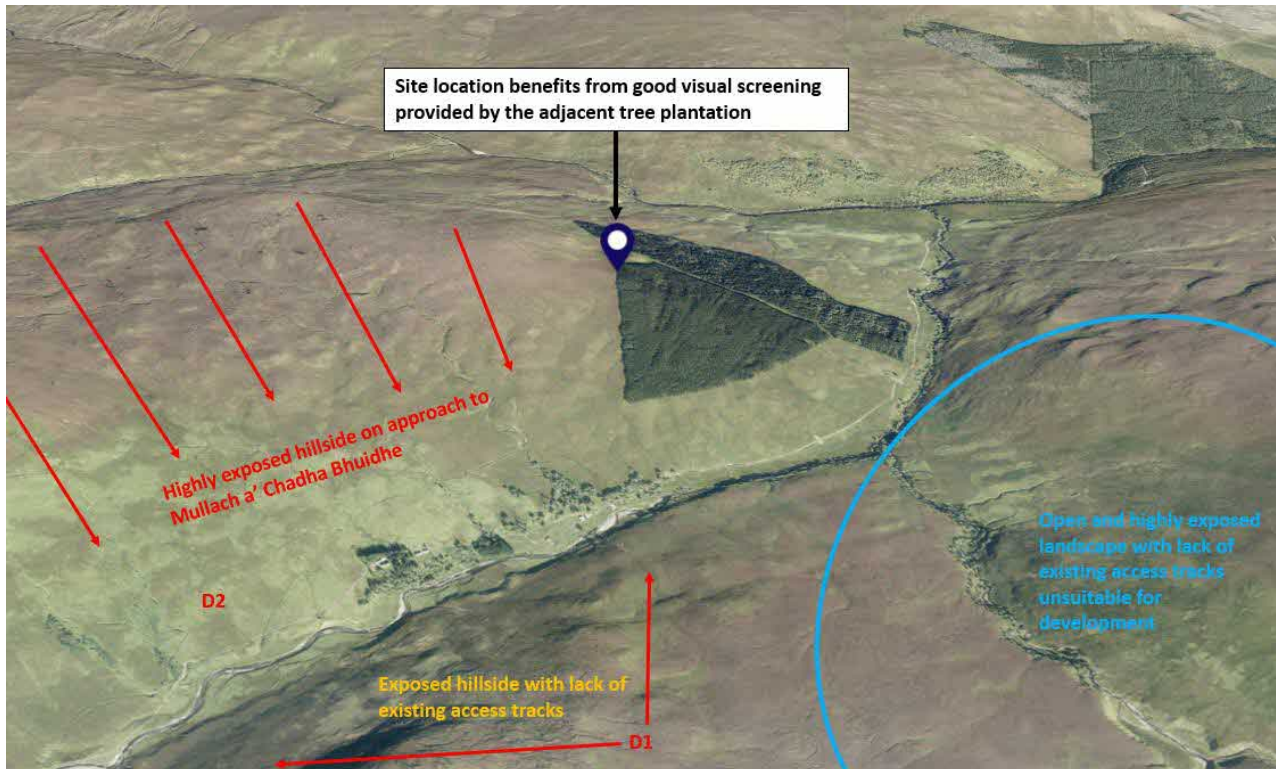 Site location benefits from good visual screening
provided by the adjacent tree plantation
Highly exposed hillside on approach to
Mullach a' Chadha Bhuidhe
D2
Open and highly exposed
landscape with lack of
existing access tracks
unsuitable for
development
Exposed hillside with lack of
existing access tracks
D1